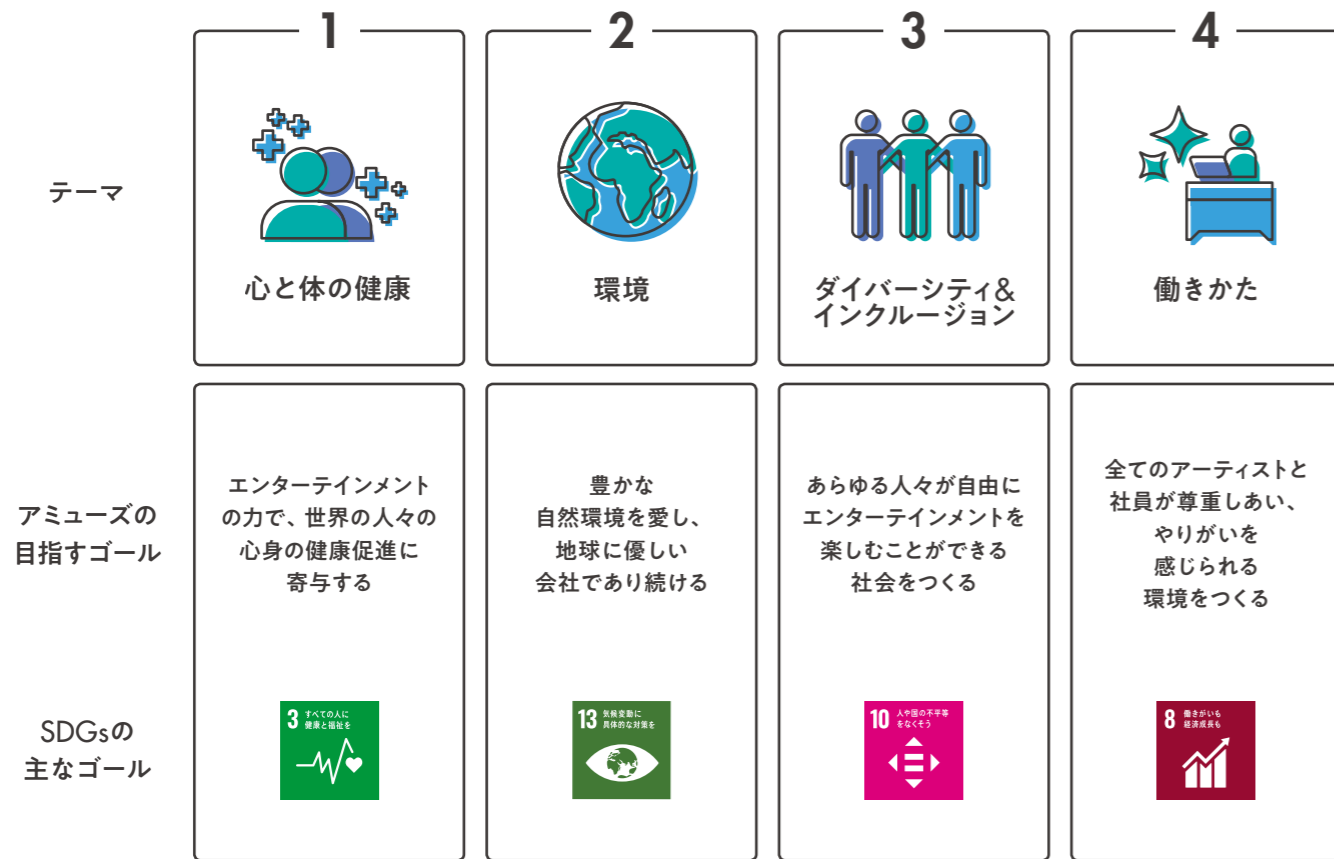 1
2
3
4
テーマ
心と体の健康
環境
ダイバーシティ&
インクルージョン
働きかた
アミューズの
目指すゴール
エンターテインメント
の力で、世界の人々の
心身の健康促進に
寄与する
豊かな
自然環境を愛し、
地球に優しい
会社であり続ける
あらゆる人々が自由に
エンターテインメントを
楽しむことができる
社会をつくる
全てのアーティストと
社員が尊重しあい、
やりがいを
感じられる
環境をつくる
SDGsの
主なゴール
3 すべての人に
健康と福祉を
13 気候変動に
具体的な対策を
10 人や国の不平等
をなくそう
8 働きがいも
経済成長も